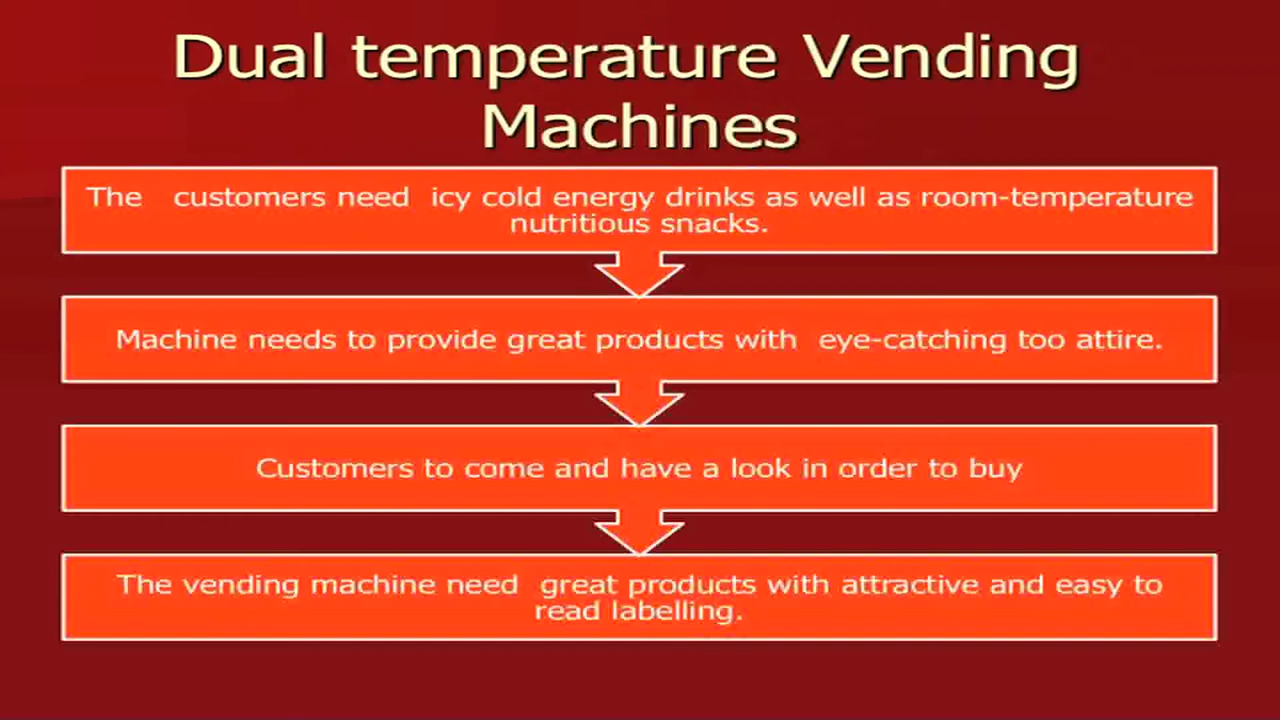 Dual temperature Vending
Machines
The customers need icy cold energy drinks as well as room-temperature
nutritious snacks.
Machine needs to provide great products with eye-catching too attire.
Customers to come and have a look in order to buy
The vending machine need great products with attractive and easy to
read labelling.